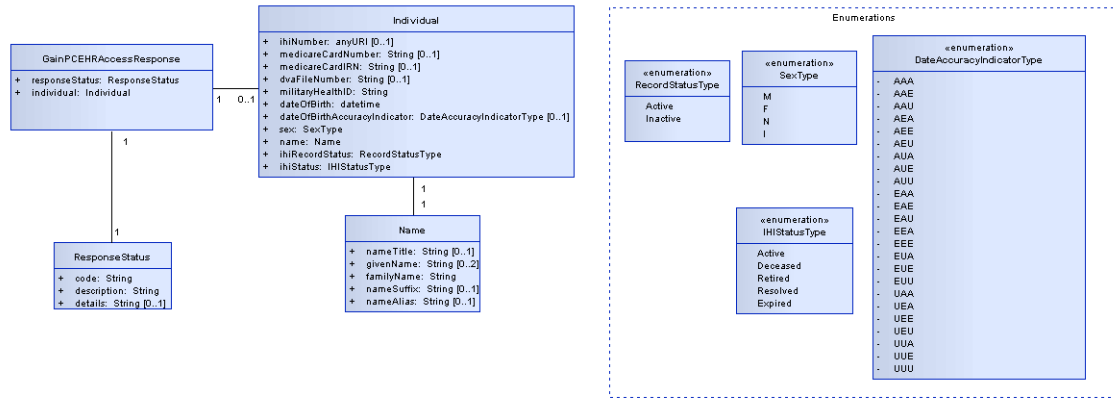 GainPCEHRAccessResponse
+ responseStatus: ResponseStatus
+ individual: Individual
1
0..1
1
1
ResponseStatus
+ code: String
+ description: String
+ details: String [0..1]
Individual
+ ihiNumber: anyURI [0..1]
+ medicareCardNumber: String [0..1]
+ medicareCardIRN: String [0..1]
+ dvaFileNumber: String [0..1]
+ militaryHealthID: String
+ dateOfBirth: datetime
+ dateOfBirthAccuracyIndicator: DateAccuracyIndicatorType [0..1]
+ sex: SexType
+ name: Name
+ ihiRecordStatus: RecordStatusType
+ ihiStatus: IHIStatusType
1
1
Name
+ nameTitle: String [0..1]
+ givenName: String [0..2]
+ familyName: String
+ nameSuffix: String [0..1]
+ nameAlias: String [0..1]
Enumerations
«enumeration»
RecordStatusType
Active
Inactive
«enumeration»
SexType
M
F
N
I
«enumeration»
IHIStatusType
Active
Deceased
Retired
Resolved
Expired
«enumeration»
DateAccuracyIndicatorType
- AAA
- AAE
- AAU
- AEA
- AEE
- AEU
- AUA
- AUE
- AUU
- EAA
- EAE
- EAU
- EEA
- EEE
- EUA
- EUE
- EUU
- UAA
- UEA
- UEE
- UEU
- UUA
- UUE
- UUU